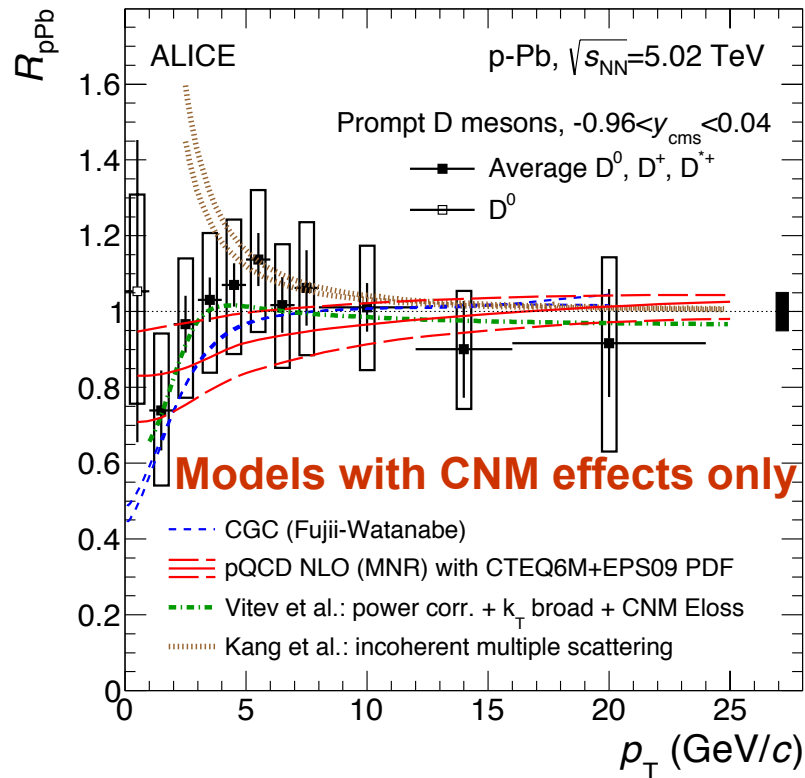 R_pPb
ALICE
p-Pb, √s_NN=5.02 TeV
Prompt D mesons, -0.96<y_cms<0.04
Average D^0, D^+, D^*+
D^0
1.6
1.4
1.2
1
0.8
0.6
0.4
0.2
0
Models with CNM effects only
CGC (Fujii-Watanabe)
pQCD NLO (MNR) with CTEQ6M+EPS09 PDF
Vitev et al.: power corr. + k_T broad + CNM Eloss
Kang et al.: incoherent multiple scattering
0 5 10 15 20 25
p_T (GeV/c)